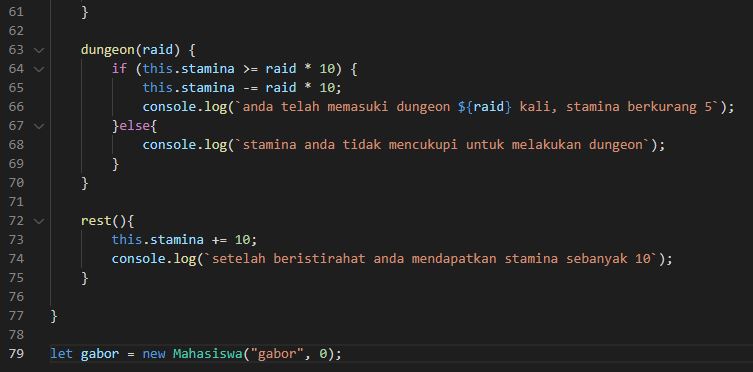 61 }
62
63 dungeon(raid) {
64 if (this.stamina >= raid * 10) {
65 this.stamina -= raid * 10;
66 console.log(`anda telah memasuki dungeon ${raid} kali, stamina berkurang 5`);
67 }else{
68 console.log(`stamina anda tidak mencukupi untuk melakukan dungeon`);
69 }
70 }
71
72 rest(){
73 this.stamina += 10;
74 console.log(`setelah beristirahat anda mendapatkan stamina sebanyak 10`);
75 }
76
77 }
78
79 let gabor = new Mahasiswa("gabor", 0);